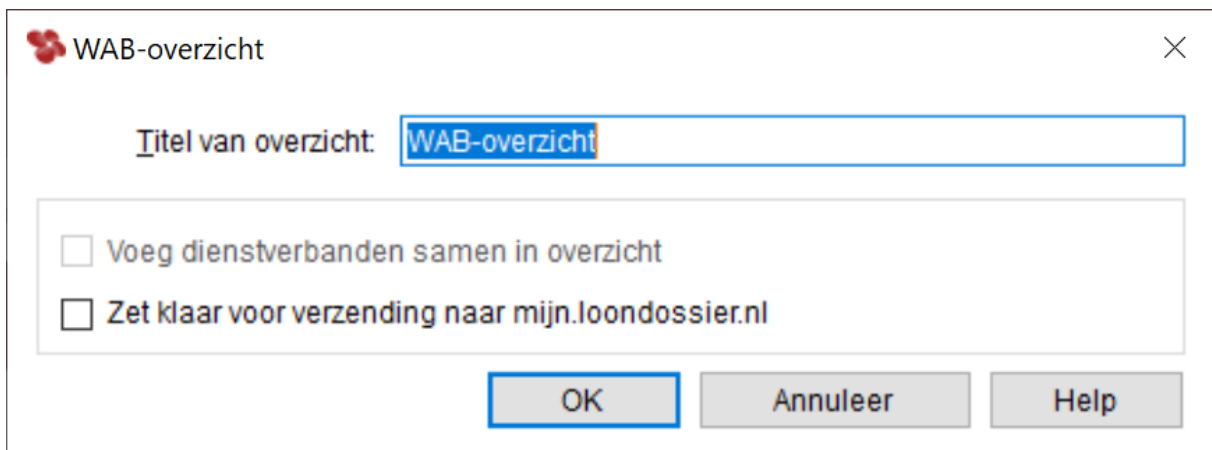 WAB-overzicht
Titel van overzicht: WAB-overzicht
Voeg dienstverbanden samen in overzicht
Zet klaar voor verzending naar mijn.loondossier.nl
OK Annuleer Help